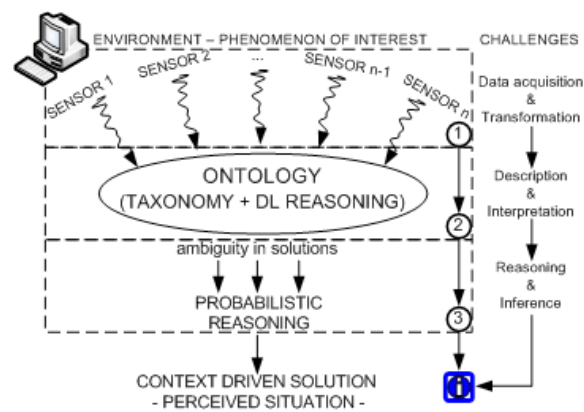 ENVIRONMENT – PHENOMENON OF INTEREST
CHALLENGES
SENSOR 1
SENSOR 2
...
SENSOR n-1
SENSOR n
Data acquisition
&
Transformation
1
ONTOLOGY
(TAXONOMY + DL REASONING)
Description
&
Interpretation
2
ambiguity in solutions
PROBABILISTIC
REASONING
Reasoning
&
Inference
3
CONTEXT DRIVEN SOLUTION
- PERCEIVED SITUATION -
i